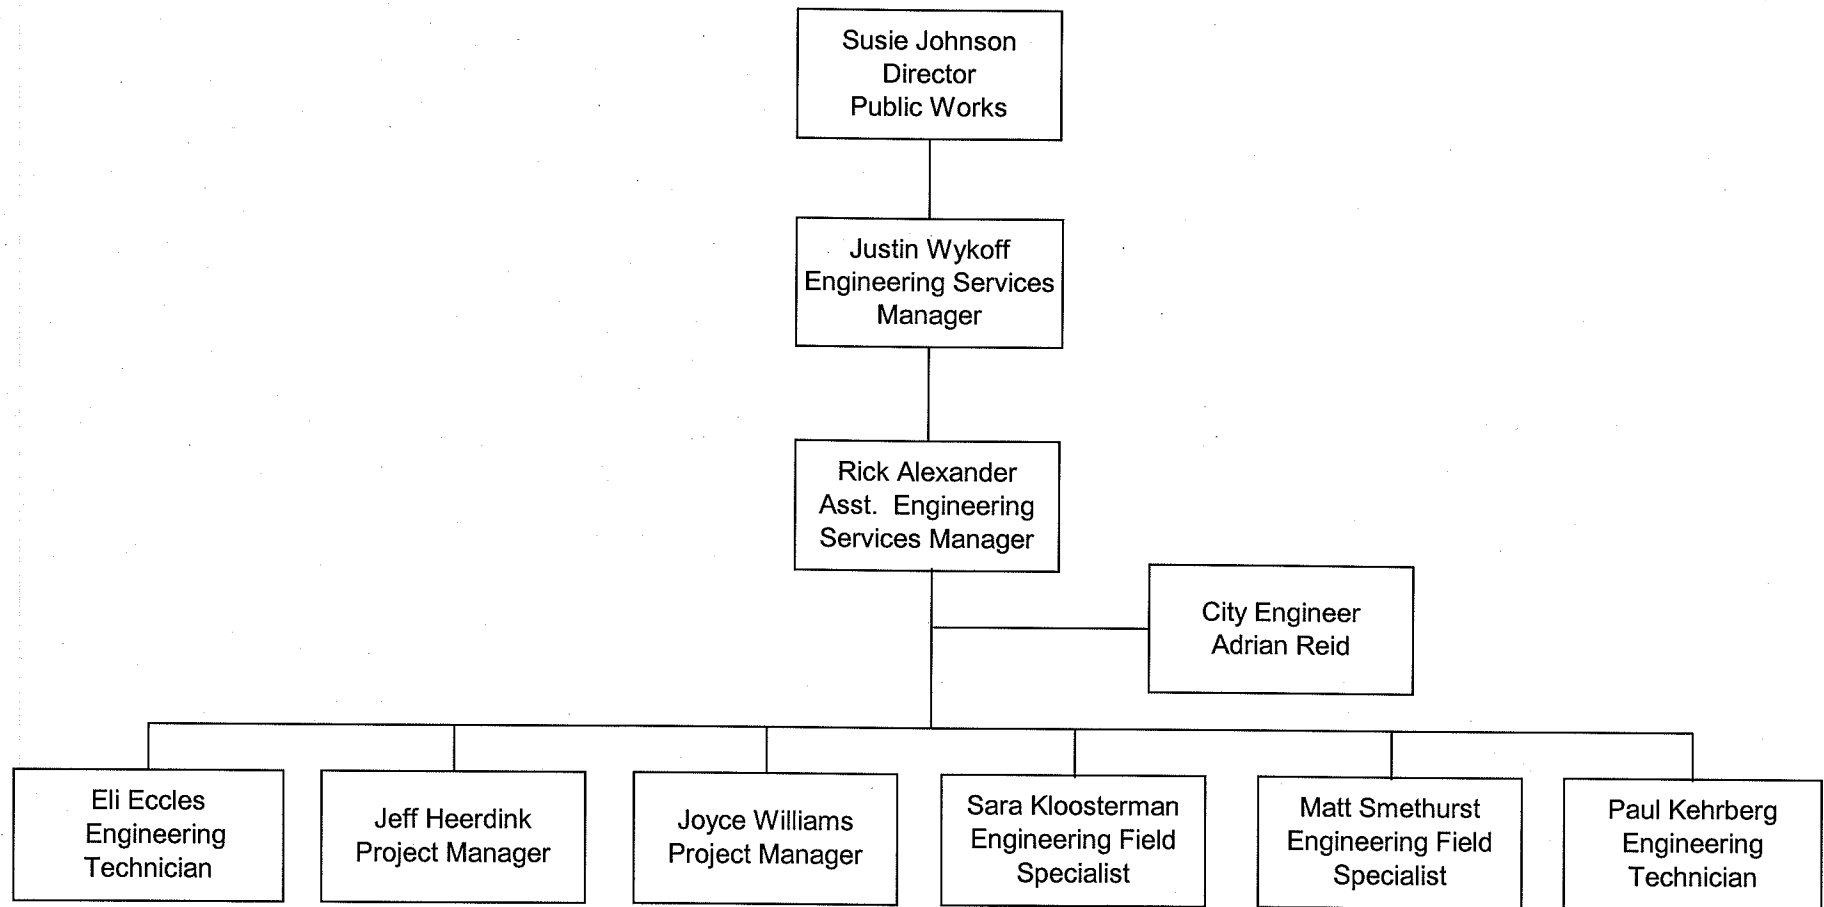 Susie Johnson
Director
Public Works
Justin Wykoff
Engineering Services
Manager
Rick Alexander
Asst. Engineering
Services Manager
City Engineer
Adrian Reid
Eli Eccles
Engineering
Technician
Jeff Heerdink
Project Manager
Joyce Williams
Project Manager
Sara Kloosterman
Engineering Field
Specialist
Matt Smethurst
Engineering Field
Specialist
Paul Kehrberg
Engineering
Technician